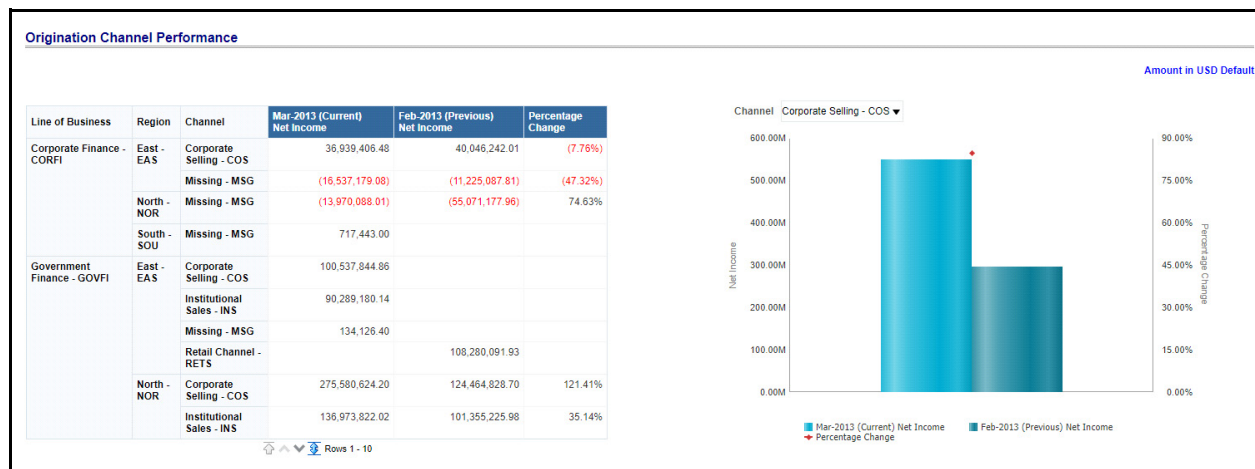 Origination Channel Performance
Amount in USD Default
Line of Business Region Channel Mar-2013 (Current) Net Income Feb-2013 (Previous) Net Income Percentage Change
Corporate Finance - CORFI East - EAS Corporate Selling - COS 36,939,406.48 40,046,242.01 (7.76%)
Missing - MSG (16,537,179.08) (11,225,087.81) (47.32%)
North - NOR Missing - MSG (13,970,088.01) (55,071,177.96) 74.63%
South - SOU Missing - MSG 717,443.00
Government Finance - GOVFI East - EAS Corporate Selling - COS 100,537,844.86
Institutional Sales - INS 90,289,180.14
Missing - MSG 134,126.40
Retail Channel - RETS 108,280,091.93
North - NOR Corporate Selling - COS 275,580,624.20 124,464,828.70 121.41%
Institutional Sales - INS 136,973,822.02 101,355,225.98 35.14%
Rows 1 - 10
Channel Corporate Selling - COS
600.00M 90.00%
500.00M 75.00%
400.00M 60.00%
300.00M 45.00%
200.00M 30.00%
100.00M 15.00%
0.00M 0.00%
Net Income
Percentage Change
Mar-2013 (Current) Net Income Feb-2013 (Previous) Net Income
Percentage Change